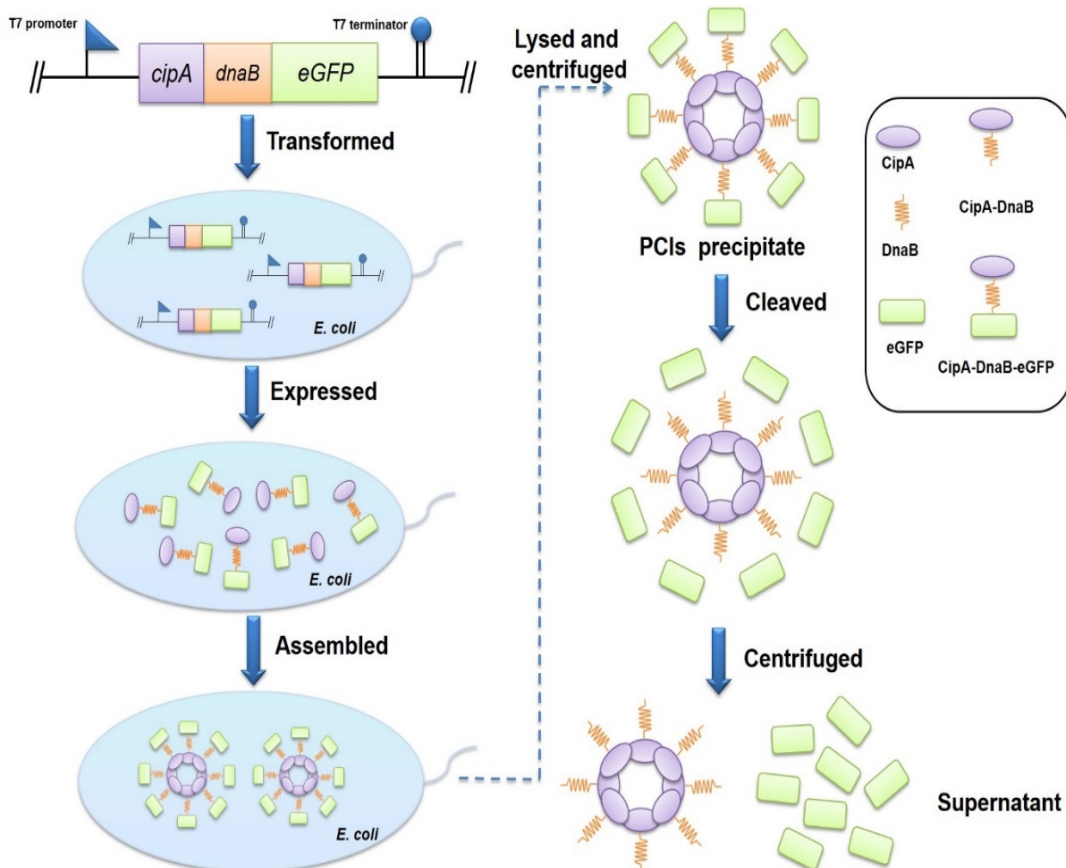 T7 promoter
T7 terminator
cipA
dnaB
eGFP
Transformed
E. coli
Expressed
E. coli
Assembled
E. coli
Lysed and
centrifuged
PCIs precipitate
Cleaved
Centrifuged
Supernatant
CipA
CipA-DnaB
DnaB
eGFP
CipA-DnaB-eGFP